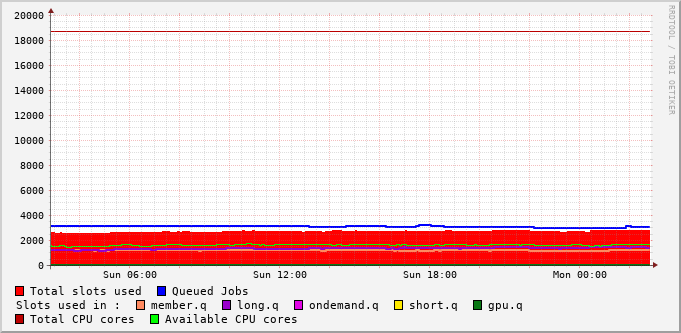 20000
18000
16000
14000
12000
10000
8000
6000
4000
2000
0
Sun 06:00 Sun 12:00 Sun 18:00 Mon 00:00
Total slots used Queued Jobs
Slots used in : member.q long.q ondemand.q short.q gpu.q
Total CPU cores Available CPU cores
RRDTOOL / TOBI OETIKER